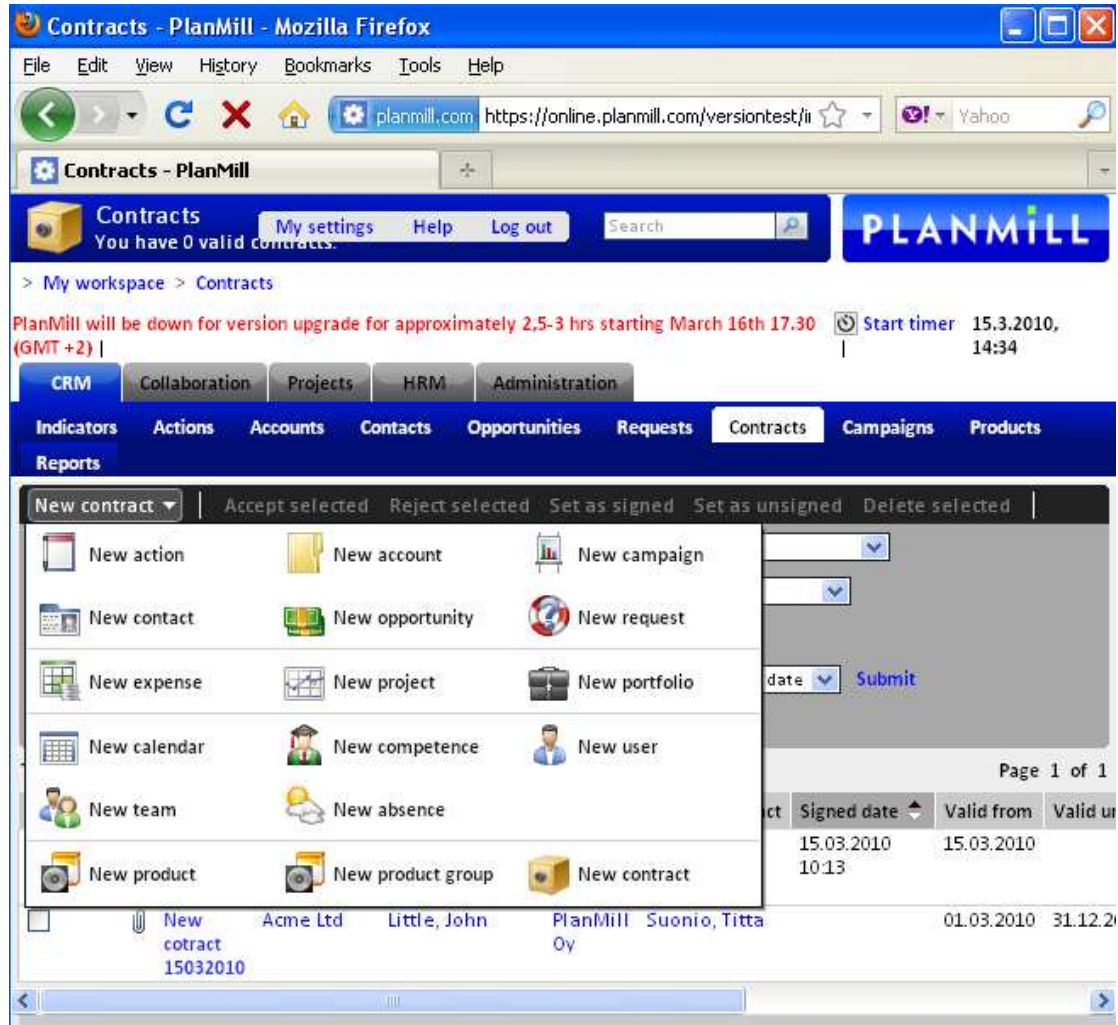 Contracts - PlanMill - Mozilla Firefox
File Edit View History Bookmarks Tools Help
planmill.com https://online.planmill.com/versiontest/i Yahoo
Contracts - PlanMill
Contracts
You have 0 valid contracts.
My settings Help Log out Search PLANMiLL
> My workspace > Contracts
PlanMill will be down for version upgrade for approximately 2,5-3 hrs starting March 16th 17.30 Start timer 15.3.2010,
(GMT +2) | | 14:34
CRM Collaboration Projects HRM Administration
Indicators Actions Accounts Contacts Opportunities Requests Contracts Campaigns Products
Reports
New contract Accept selected Reject selected Set as signed Set as unsigned Delete selected
New action New account New campaign
New contact New opportunity New request
New expense New project New portfolio date Submit
New calendar New competence New user
Page 1 of 1
New team New absence Signed date Valid from Valid
15.03.2010 15.03.2010
10:13
New product New product group New contract
New Acme Ltd Little, John PlanMill Suonio, Titta 01.03.2010 31.12.2
cotract Oy
15032010